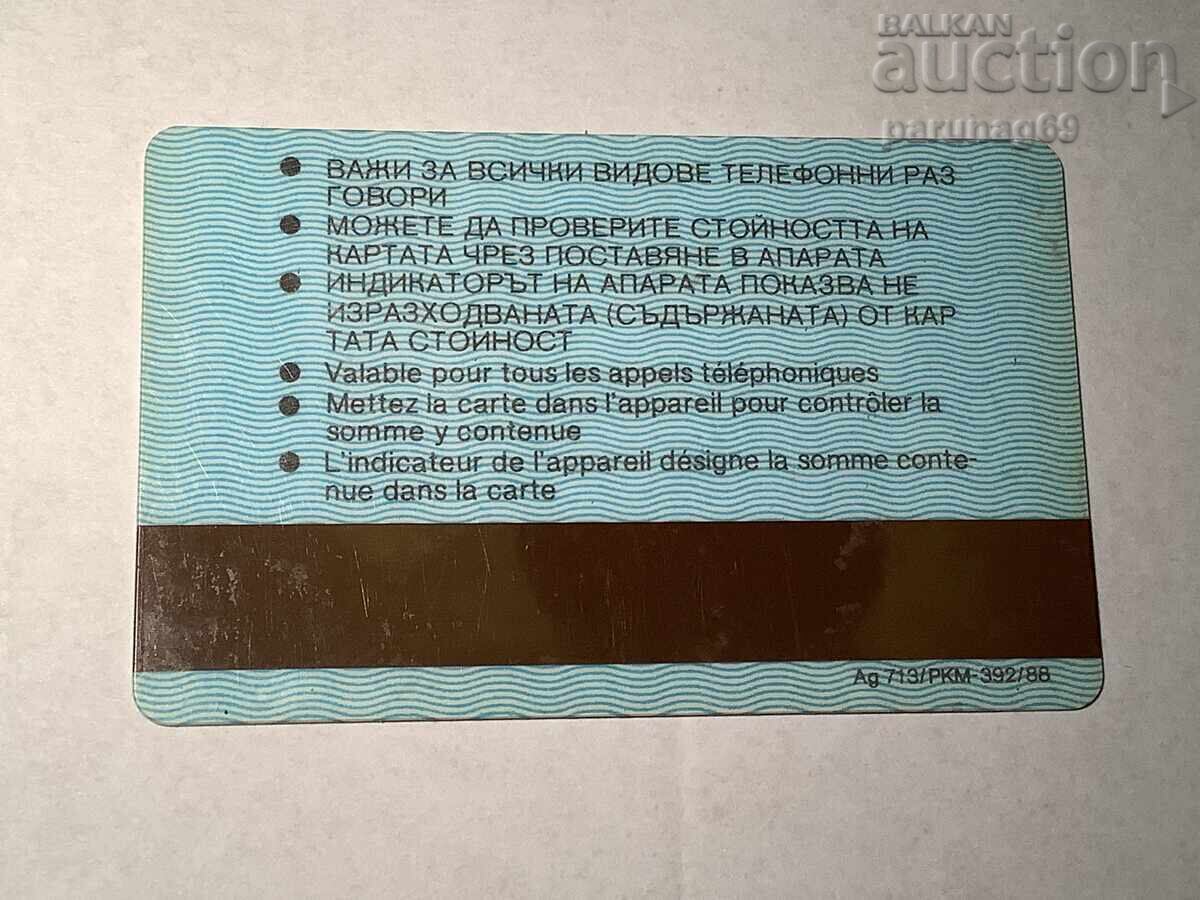 BALKAN
auction
parunag69
● ВАЖИ ЗА ВСИЧКИ ВИДОВЕ ТЕЛЕФОННИ РАЗ
ГОВОРИ
● МОЖЕТЕ ДА ПРОВЕРИТЕ СТОЙНОСТТА НА
КАРТАТА ЧРЕЗ ПОСТАВЯНЕ В АПАРАТА
● ИНДИКАТОРЪТ НА АПАРАТА ПОКАЗВА НЕ
ИЗРАЗХОДВАНАТА (СЪДЪРЖАНАТА) ОТ КАР
ТАТА СТОЙНОСТ
● Valable pour tous les appels téléphoniques
● Mettez la carte dans l'appareil pour contrôler la
somme y contenue
● L'indicateur de l'appareil désigne la somme conte-
nue dans la carte
Ag 713/PKM-392/88